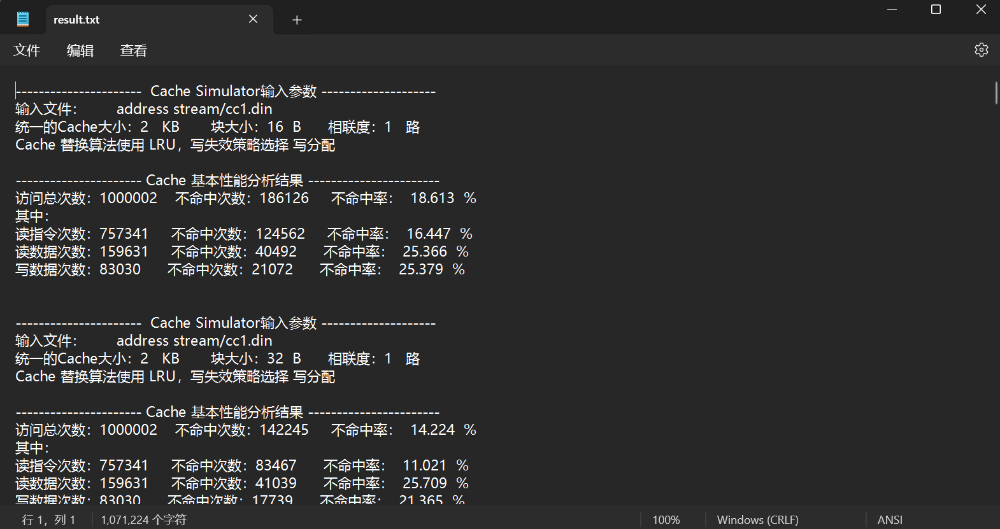 result.txt
文件 编辑 查看
---------------------- Cache Simulator输入参数 --------------------
输入文件: address stream/cc1.din
统一的Cache大小: 2 KB 块大小: 16 B 相联度: 1 路
Cache 替换算法使用 LRU, 写失效策略选择 写分配
---------------------- Cache 基本性能分析结果 -----------------------
访问总次数: 1000002 不命中次数: 186126 不命中率: 18.613 %
其中:
读指令次数: 757341 不命中次数: 124562 不命中率: 16.447 %
读数据次数: 159631 不命中次数: 40492 不命中率: 25.366 %
写数据次数: 83030 不命中次数: 21072 不命中率: 25.379 %
---------------------- Cache Simulator输入参数 --------------------
输入文件: address stream/cc1.din
统一的Cache大小: 2 KB 块大小: 32 B 相联度: 1 路
Cache 替换算法使用 LRU, 写失效策略选择 写分配
---------------------- Cache 基本性能分析结果 -----------------------
访问总次数: 1000002 不命中次数: 142245 不命中率: 14.224 %
其中:
读指令次数: 757341 不命中次数: 83467 不命中率: 11.021 %
读数据次数: 159631 不命中次数: 41039 不命中率: 25.709 %
写数据次数: 83030 不命中次数: 17739 不命中率: 21.365 %
行 1, 列 1 1,071,224 个字符 100% Windows (CRLF) ANSI